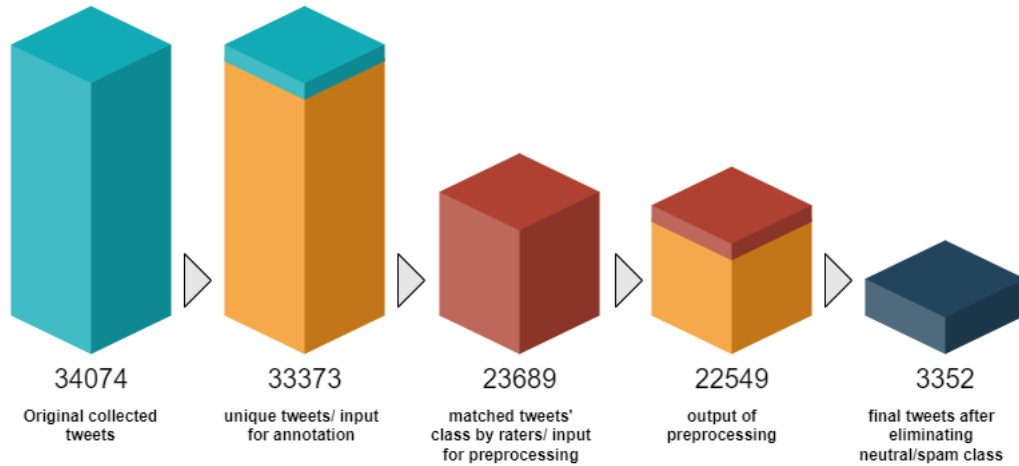 34074
Original collected
tweets
33373
unique tweets/ input
for annotation
23689
matched tweets'
class by raters/ input
for preprocessing
22549
output of
preprocessing
3352
final tweets after
eliminating
neutral/spam class